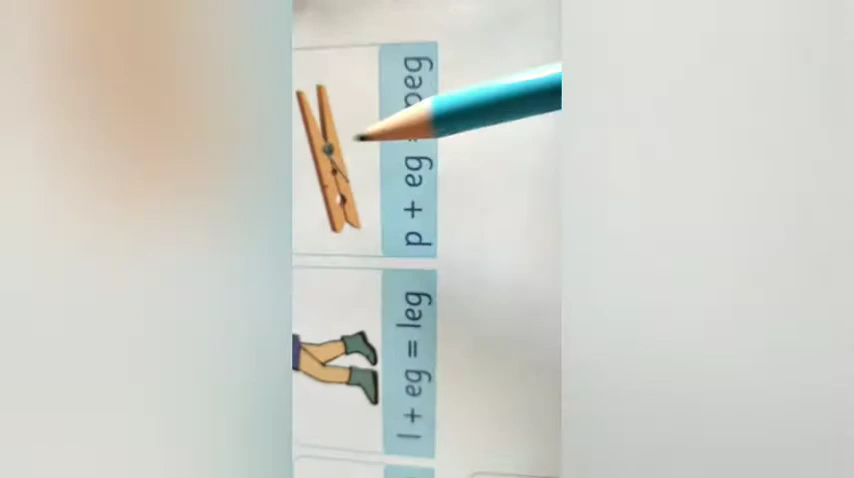 l + eg = leg
p + eg = peg